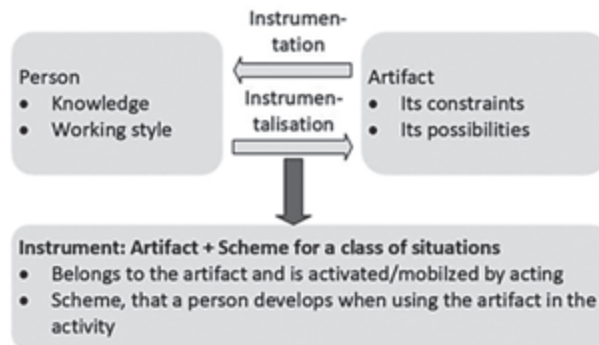 Instrumen-
tation
Person
• Knowledge
• Working style
Instrumen-
talisation
Artifact
• Its constraints
• Its possibilities
Instrument: Artifact + Scheme for a class of situations
• Belongs to the artifact and is activated/mobilzed by acting
• Scheme, that a person develops when using the artifact in the
activity